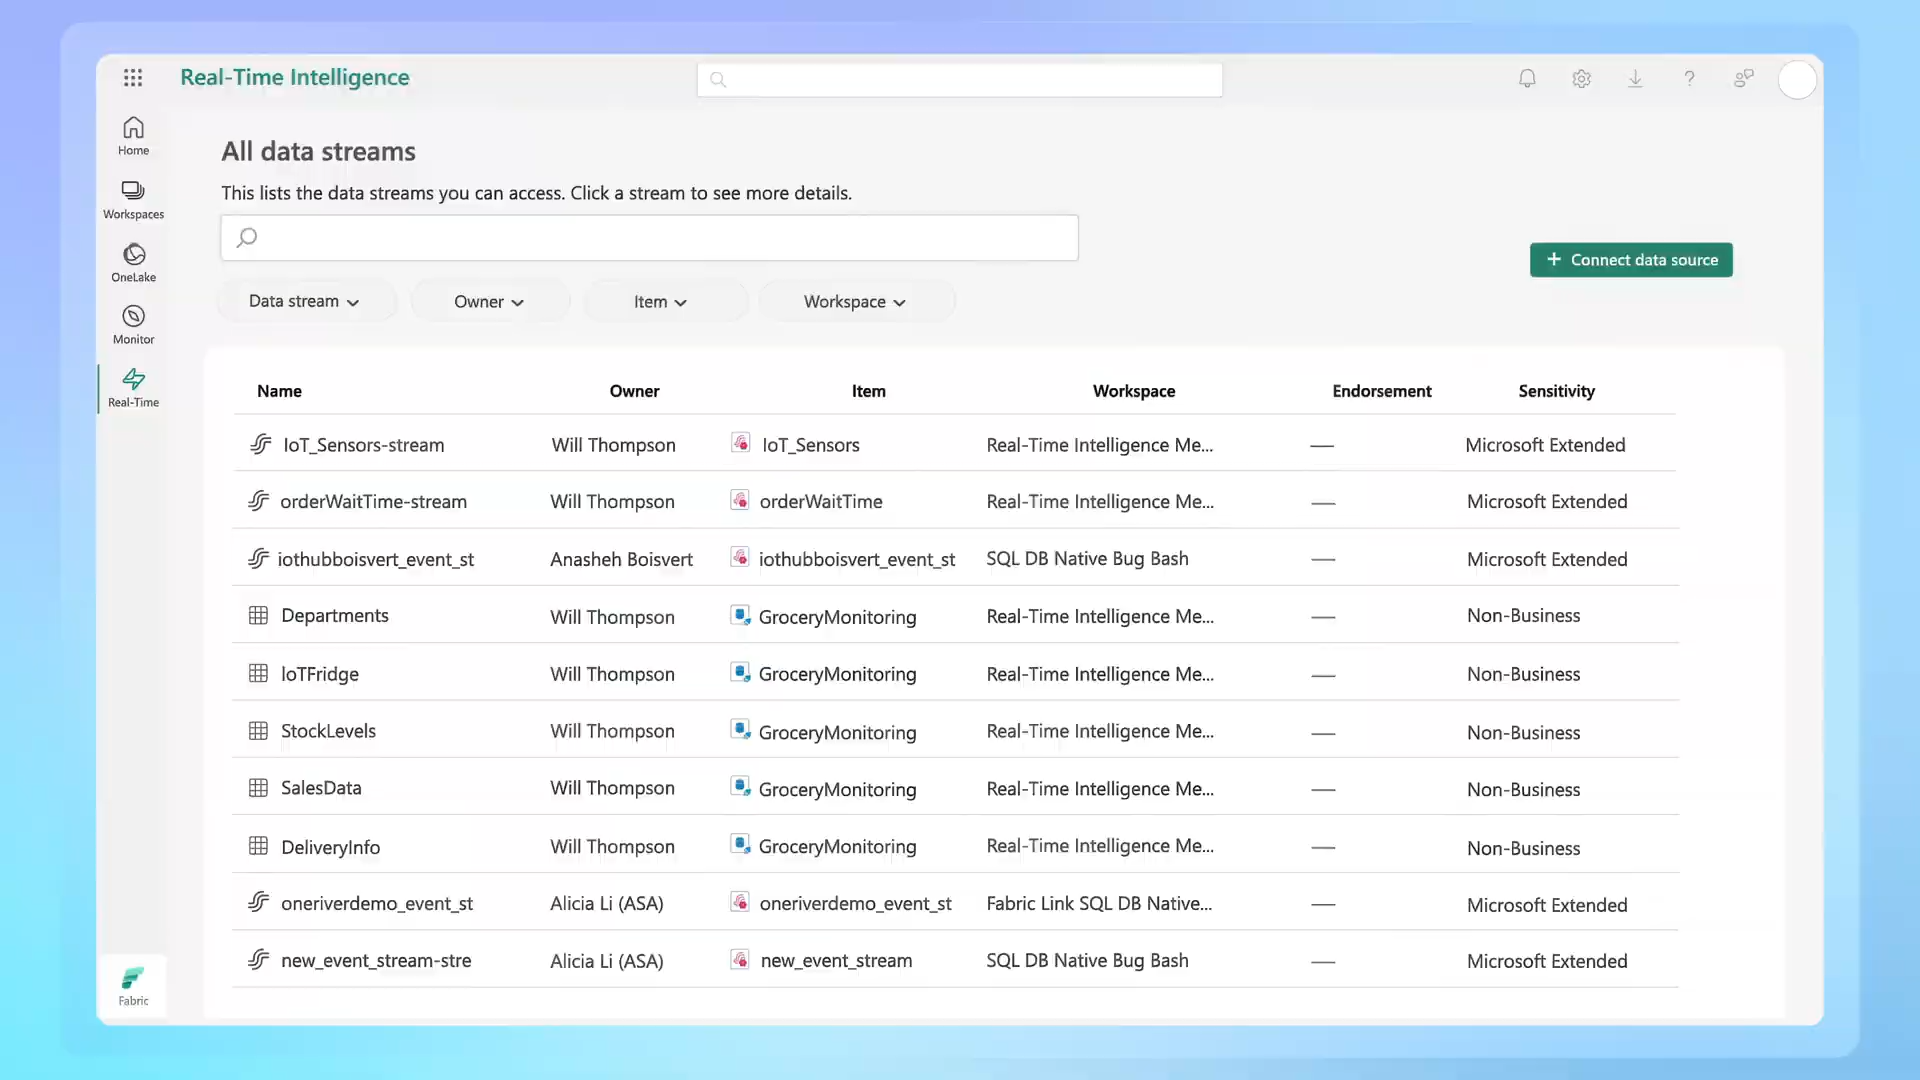 Real-Time Intelligence
Home
Workspaces
OneLake
Monitor
Real-Time
Fabric
All data streams
This lists the data streams you can access. Click a stream to see more details.
+ Connect data source
Data stream Owner Item Workspace
Name Owner Item Workspace Endorsement Sensitivity
IoT_Sensors-stream Will Thompson IoT_Sensors Real-Time Intelligence Me... — Microsoft Extended
orderWaitTime-stream Will Thompson orderWaitTime Real-Time Intelligence Me... — Microsoft Extended
iothubboisvert_event_st Anasheh Boisvert iothubboisvert_event_st SQL DB Native Bug Bash — Microsoft Extended
Departments Will Thompson GroceryMonitoring Real-Time Intelligence Me... — Non-Business
IoTFridge Will Thompson GroceryMonitoring Real-Time Intelligence Me... — Non-Business
StockLevels Will Thompson GroceryMonitoring Real-Time Intelligence Me... — Non-Business
SalesData Will Thompson GroceryMonitoring Real-Time Intelligence Me... — Non-Business
DeliveryInfo Will Thompson GroceryMonitoring Real-Time Intelligence Me... — Non-Business
oneriverdemo_event_st Alicia Li (ASA) oneriverdemo_event_st Fabric Link SQL DB Native... — Microsoft Extended
new_event_stream-stre Alicia Li (ASA) new_event_stream SQL DB Native Bug Bash — Microsoft Extended